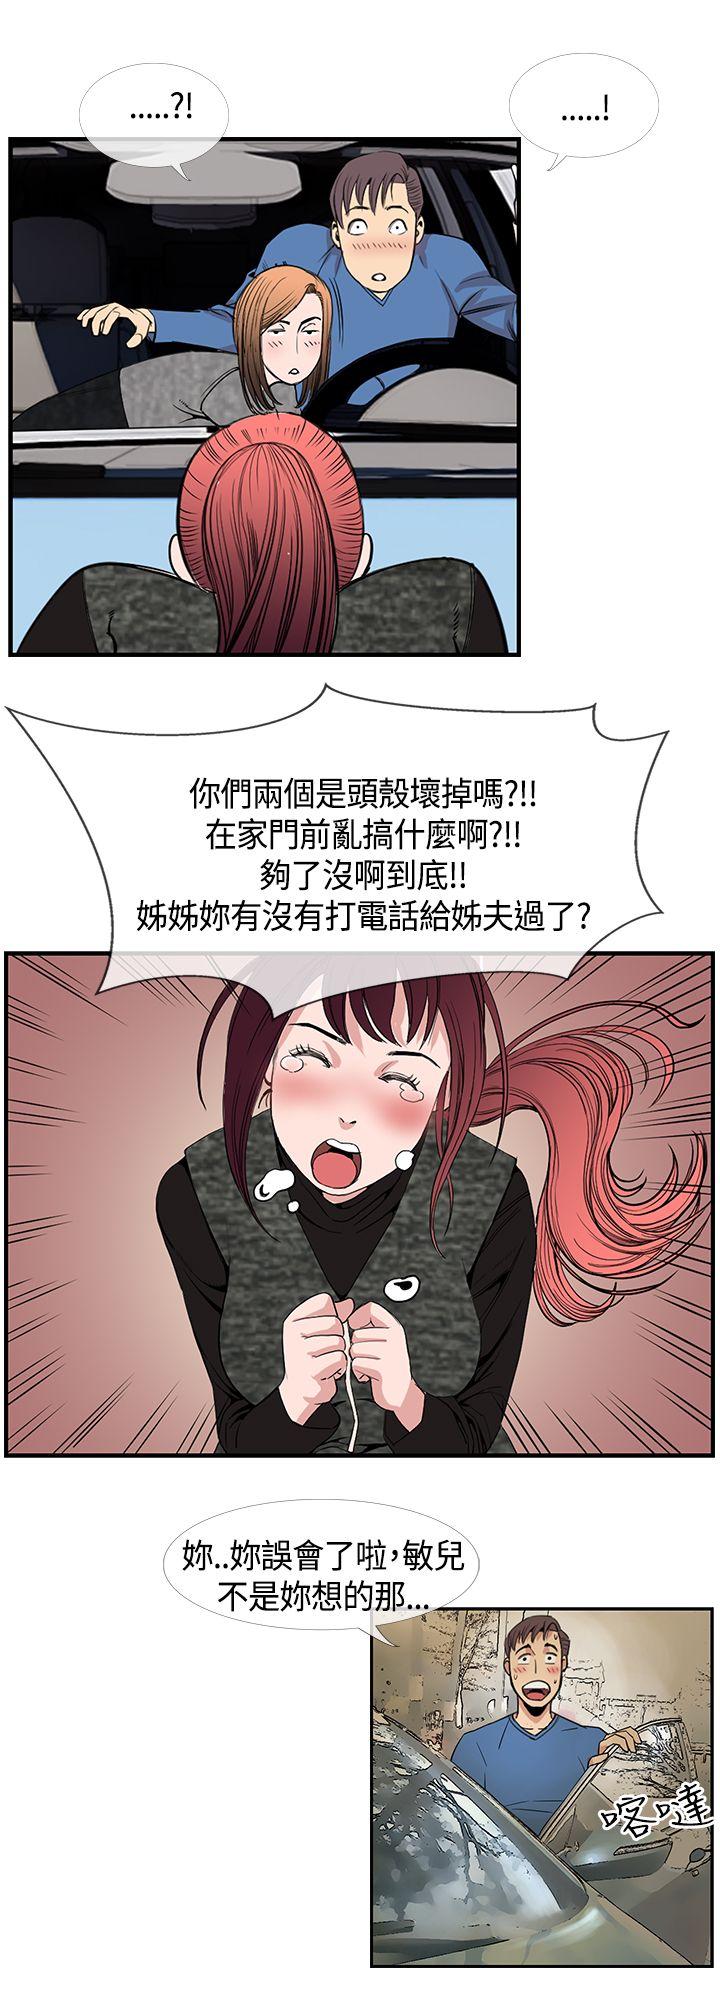 .....?!
.....!
你們兩個是頭殼壞掉嗎?!!
在家門前亂搞什麼啊?!!
夠了沒啊到底!!
姊姊妳有沒有打電話給姊夫過了?
妳..妳誤會了啦,敏兒
不是妳想的那...
喀噠